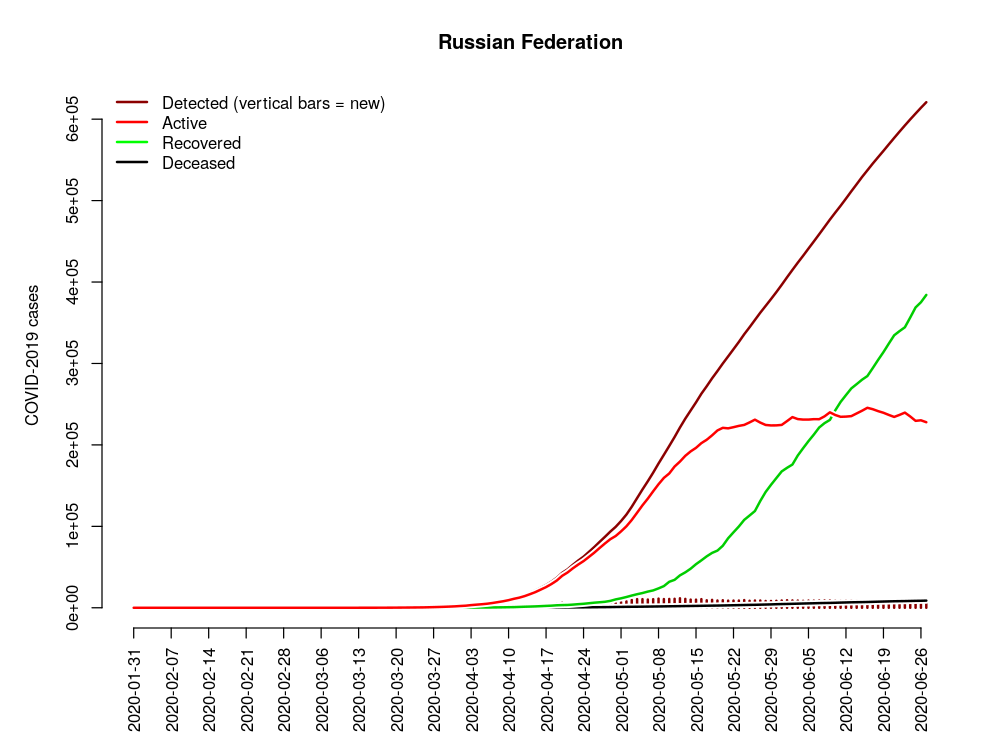 Russian Federation
Detected (vertical bars = new)
Active
Recovered
Deceased
COVID-2019 cases
6e+05
5e+05
4e+05
3e+05
2e+05
1e+05
0e+00
2020-01-31
2020-02-07
2020-02-14
2020-02-21
2020-02-28
2020-03-06
2020-03-13
2020-03-20
2020-03-27
2020-04-03
2020-04-10
2020-04-17
2020-04-24
2020-05-01
2020-05-08
2020-05-15
2020-05-22
2020-05-29
2020-06-05
2020-06-12
2020-06-19
2020-06-26